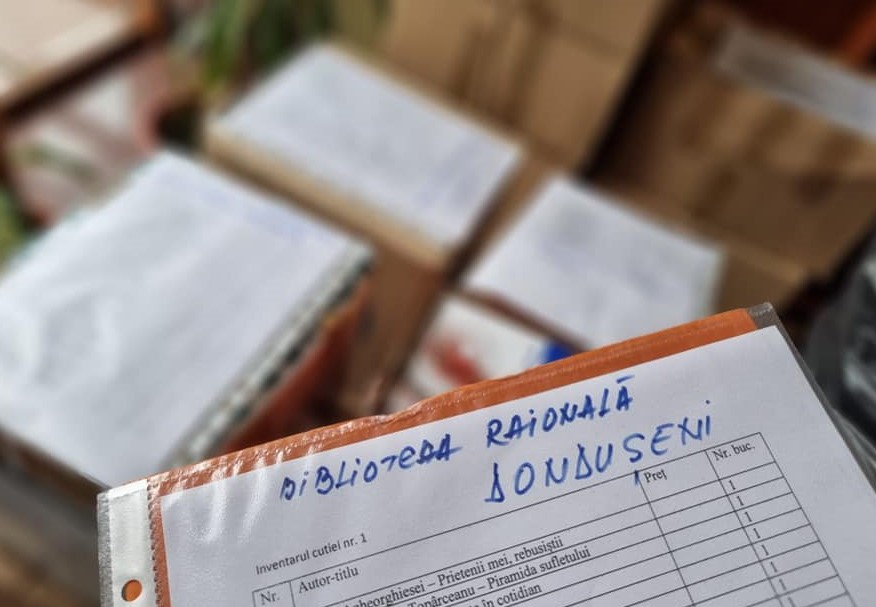 BIBLIOTECA RAIONALĂ
DONDUȘENI
Inventarul cutiei nr. 1
Nr. Autor-titlu Preț Nr. buc.
Gheorghiesei – Prietenii mei, rebusiștii 1
Topârceanu – Piramida sufletului 1
în cotidian 1
1
1
1